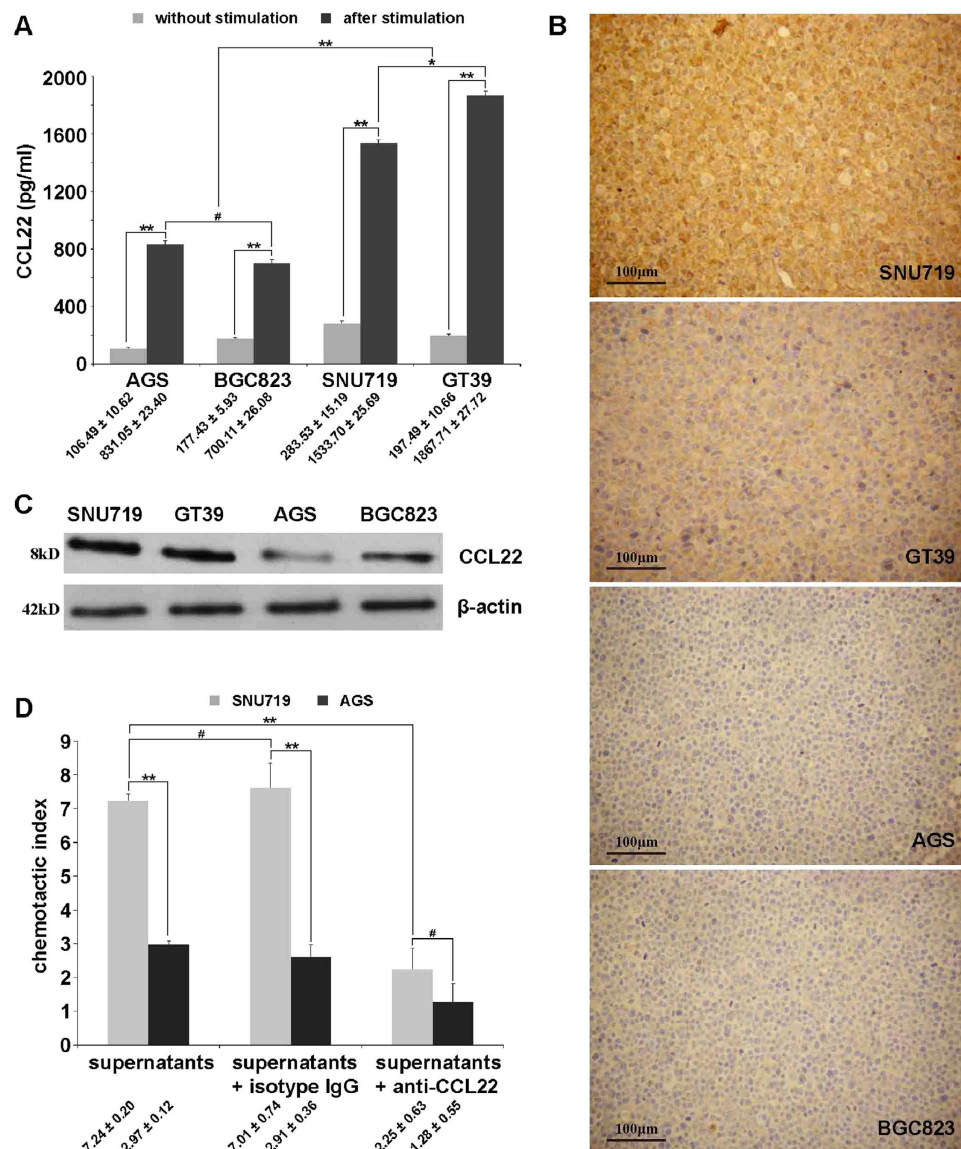 A
without stimulation after stimulation
CCL22 (pg/ml)
2000
1600
1200
800
400
0
**
#
**
**
**
*
**
AGS BGC823 SNU719 GT39
106.49 ± 10.62
831.05 ± 23.40
177.43 ± 5.93
700.11 ± 26.08
283.53 ± 15.19
1533.70 ± 25.69
197.49 ± 10.66
1867.71 ± 27.72
B
100μm SNU719
100μm GT39
100μm AGS
100μm BGC823
C
SNU719 GT39 AGS BGC823
8kD CCL22
42kD β-actin
D
SNU719 AGS
chemotactic index
9
8
7
6
5
4
3
2
1
0
**
#
**
**
#
supernatants
supernatants
+ isotype IgG
supernatants
+ anti-CCL22
7.24 ± 0.20
2.97 ± 0.12
7.01 ± 0.74
2.91 ± 0.36
2.25 ± 0.63
1.28 ± 0.55